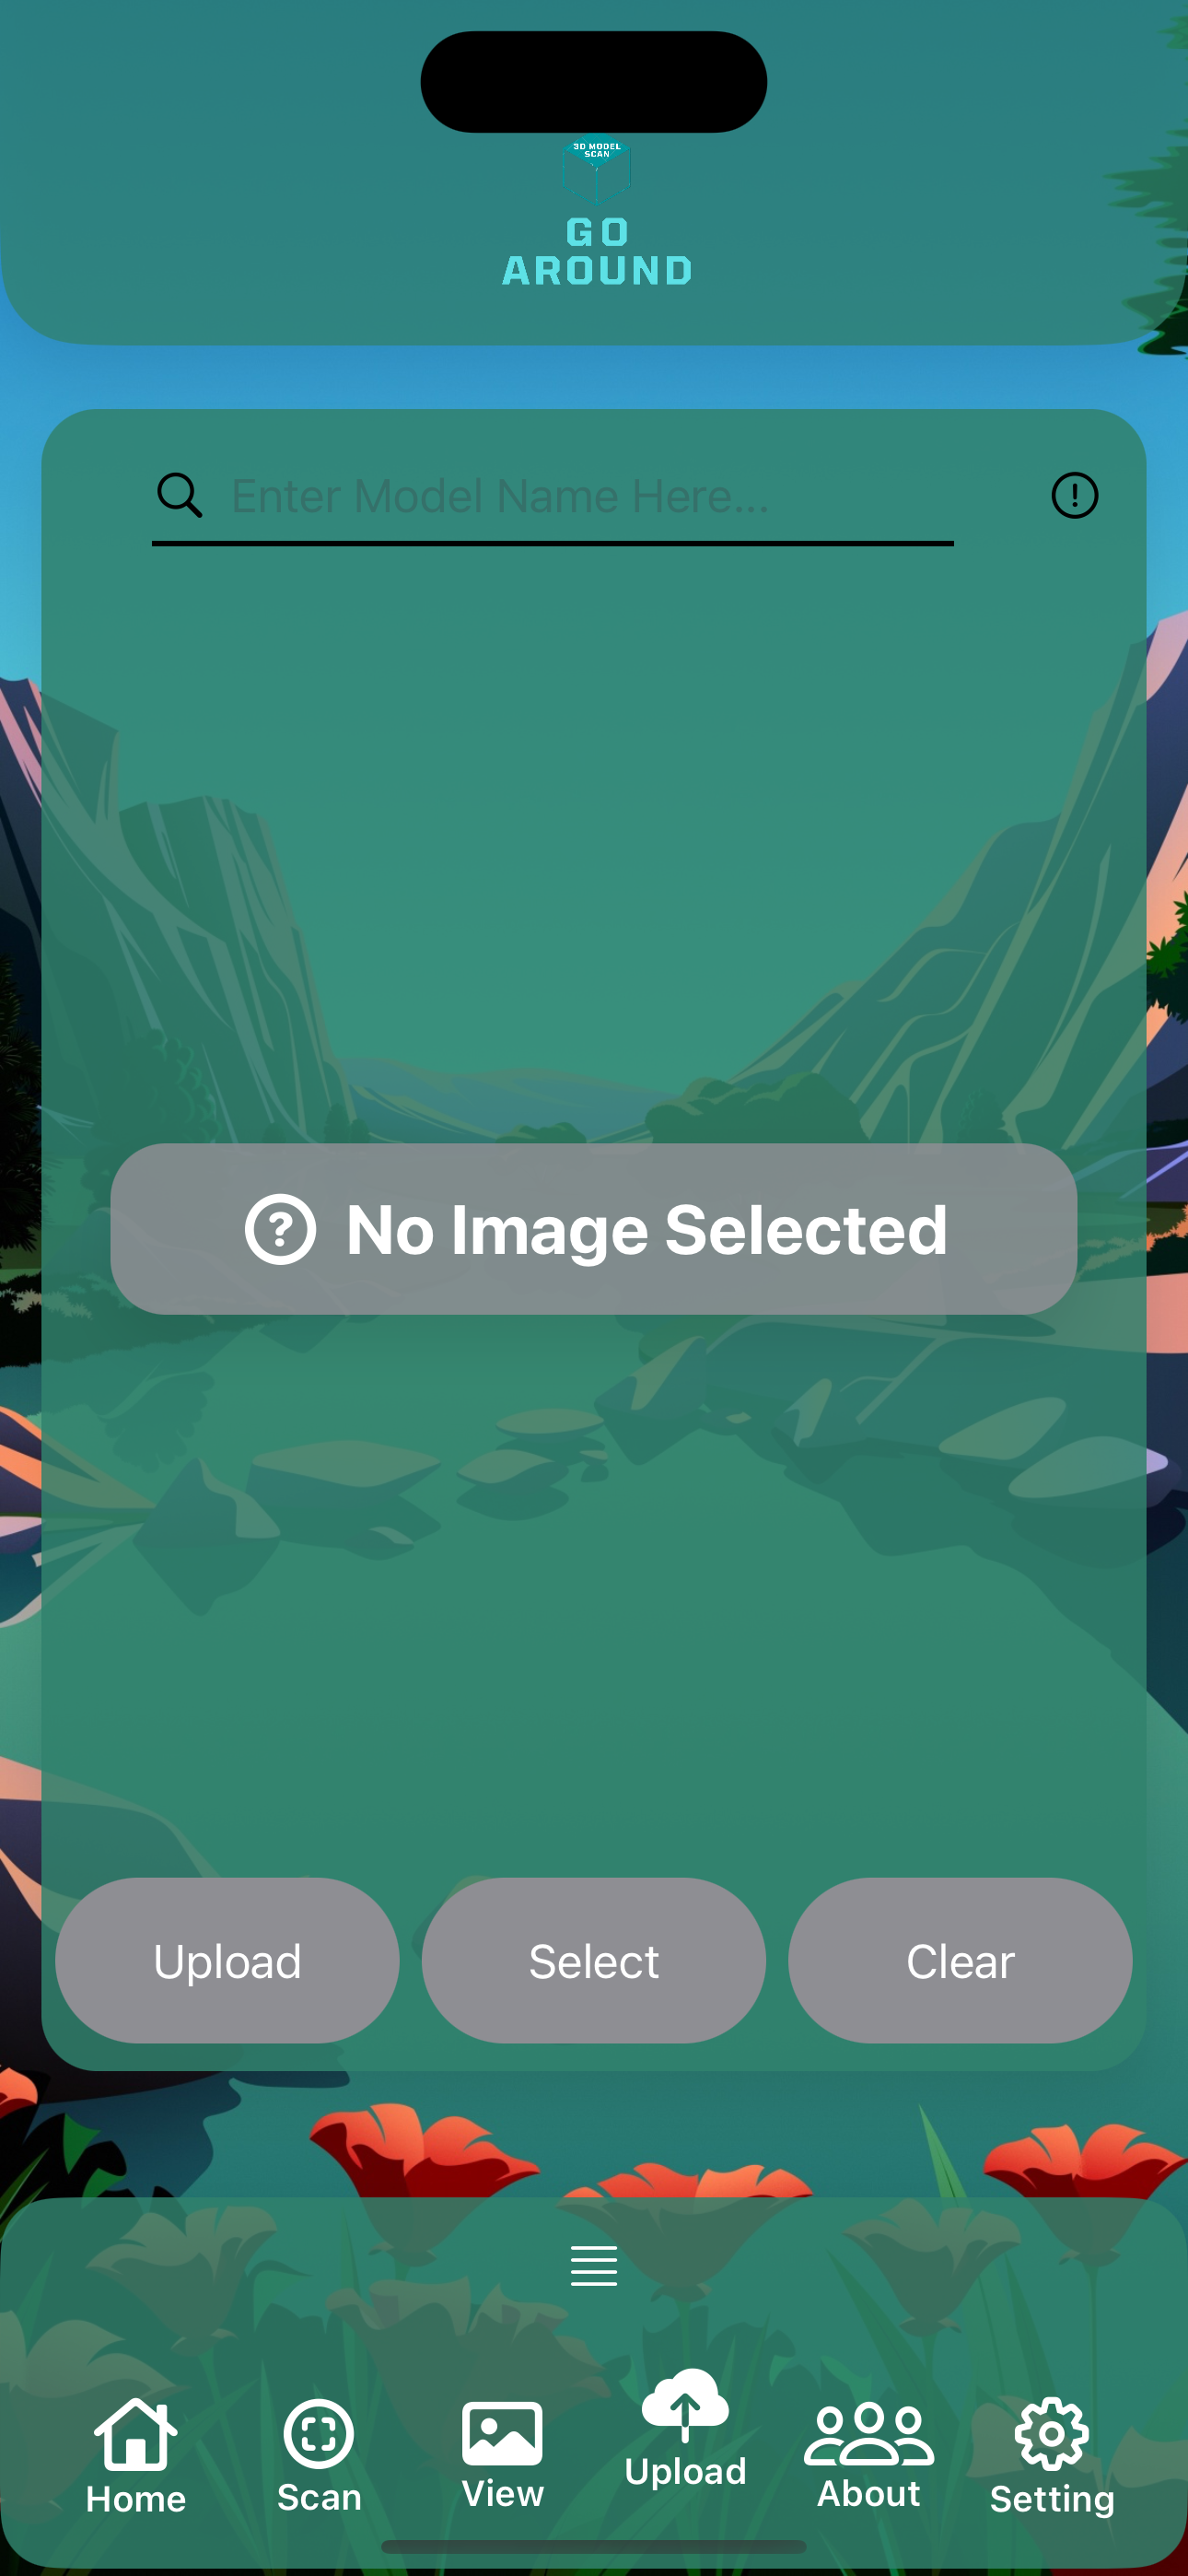 3D MODEL
SCAN
GO
AROUND
Enter Model Name Here...
No Image Selected
Upload
Select
Clear
Home
Scan
View
Upload
About
Setting